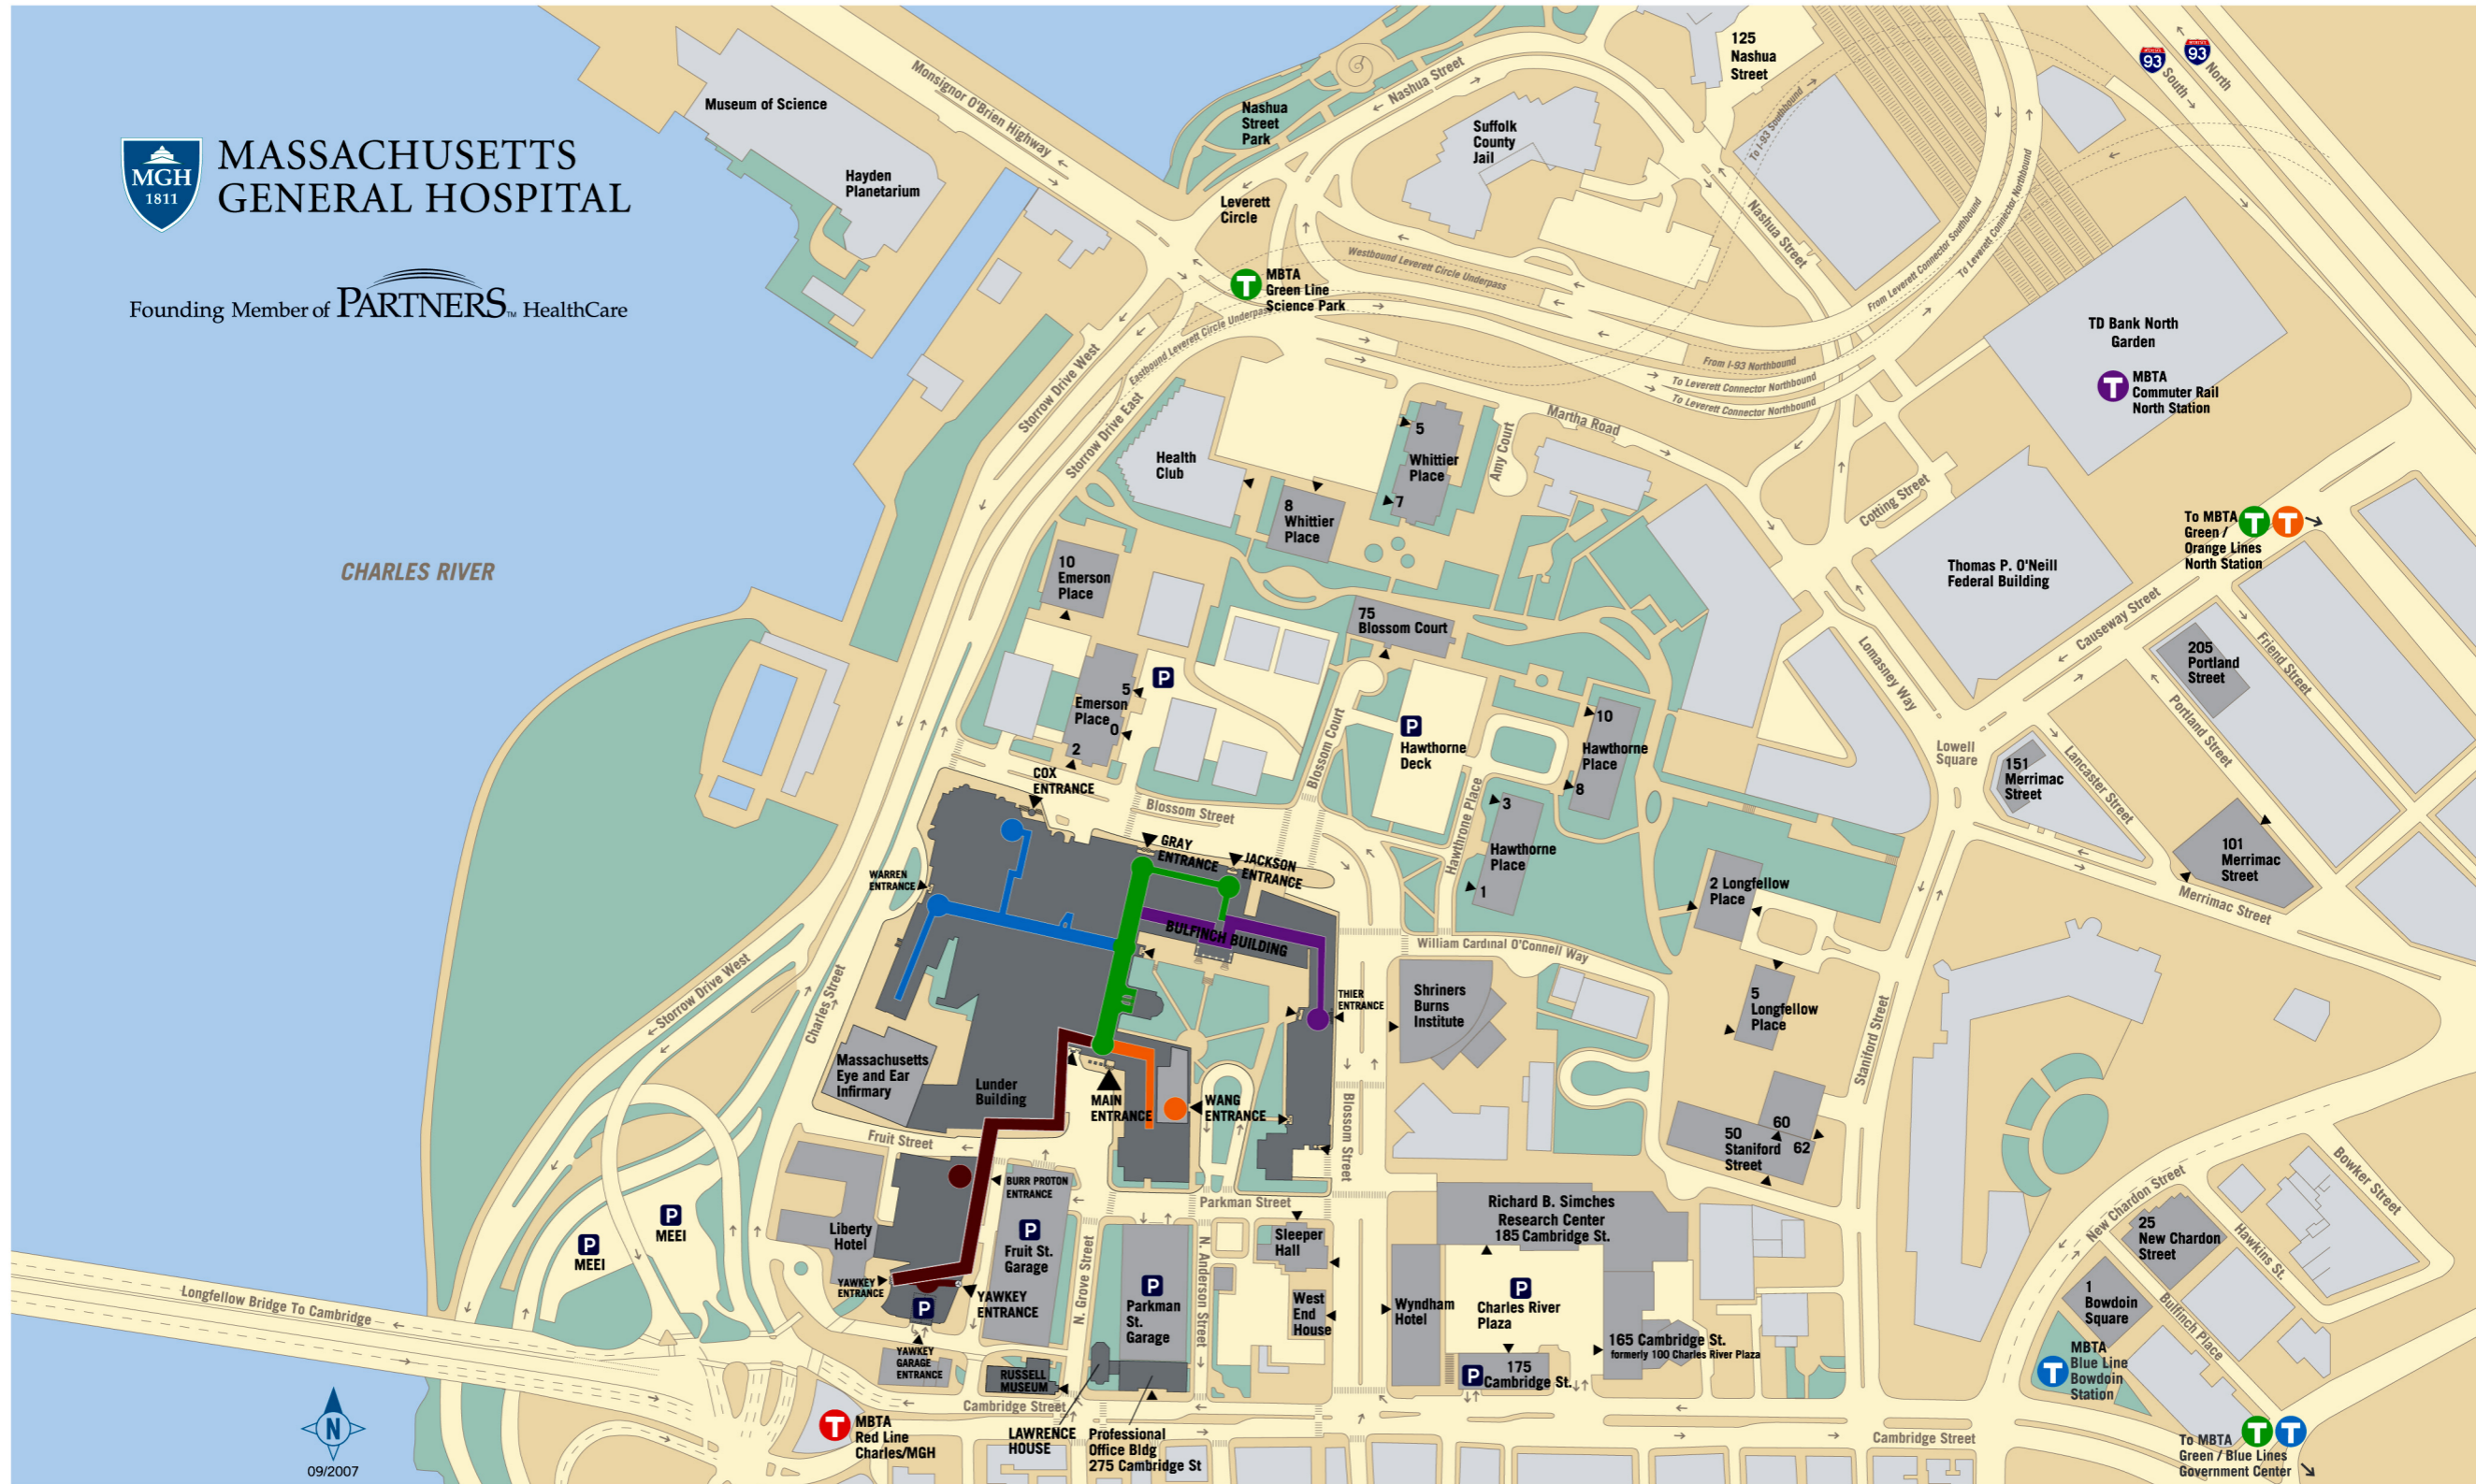 MGH
1811
MASSACHUSETTS
GENERAL HOSPITAL
Founding Member of PARTNERS™ HealthCare
CHARLES RIVER
Museum of Science
Hayden
Planetarium
Monsignor O'Brien Highway
Nashua
Street
Park
Nashua Street
125
Nashua
Street
Suffolk
County
Jail
Leverett
Circle
To I-93 Southbound
Nashua Street
93
South
93
North
From Leverett Connector Southbound
To Leverett Connector Northbound
Westbound Leverett Circle Underpass
T
MBTA
Green Line
Science Park
Eastbound Leverett Circle Underpass
From I-93 Northbound
To Leverett Connector Northbound
To Leverett Connector Northbound
TD Bank North
Garden
T
MBTA
Commuter Rail
North Station
Storrow Drive West
Storrow Drive East
Health
Club
5
Whittier
Place
7
8
Whittier
Place
Amy Court
Martha Road
Cotting Street
To MBTA
Green /
Orange Lines
North Station
T
T
Thomas P. O'Neill
Federal Building
10
Emerson
Place
75
Blossom Court
Causeway Street
Lomasney Way
205
Portland
Street
Friend Street
Portland Street
5
Emerson
Place
0
2
P
Blossom Court
P
Hawthorne
Deck
10
Hawthorne
Place
8
Lowell
Square
151
Merrimac
Street
Lancaster Street
101
Merrimac
Street
Merrimac Street
COX
ENTRANCE
Blossom Street
Hawthrone Place
3
Hawthorne
Place
1
GRAY
ENTRANCE
JACKSON
ENTRANCE
WARREN
ENTRANCE
BULFINCH BUILDING
2 Longfellow
Place
William Cardinal O'Connell Way
Storrow Drive West
Charles Street
THIER
ENTRANCE
Shriners
Burns
Institute
5
Longfellow
Place
Staniford Street
Massachusetts
Eye and Ear
Infirmary
Lunder
Building
MAIN
ENTRANCE
WANG
ENTRANCE
Blossom Street
60
50
Staniford
Street
62
Fruit Street
BURR PROTON
ENTRANCE
Parkman Street
Richard B. Simches
Research Center
185 Cambridge St.
New Chardon Street
Bowker Street
P
MEEI
P
MEEI
Liberty
Hotel
P
Fruit St.
Garage
N. Grove Street
P
Parkman
St.
Garage
N. Anderson Street
Sleeper
Hall
West
End
House
Wyndham
Hotel
P
Charles River
Plaza
25
New Chardon
Street
Hawkins St.
1
Bowdoin
Square
Bulfinch Place
YAWKEY
ENTRANCE
P
YAWKEY
ENTRANCE
YAWKEY
GARAGE
ENTRANCE
Longfellow Bridge To Cambridge
RUSSELL
MUSEUM
165 Cambridge St.
formerly 100 Charles River Plaza
P
175
Cambridge St.
T
MBTA
Blue Line
Bowdoin
Station
Cambridge Street
T
MBTA
Red Line
Charles/MGH
LAWRENCE
HOUSE
Professional
Office Bldg
275 Cambridge St
Cambridge Street
To MBTA
Green / Blue Lines
Government Center
T
T
N
09/2007